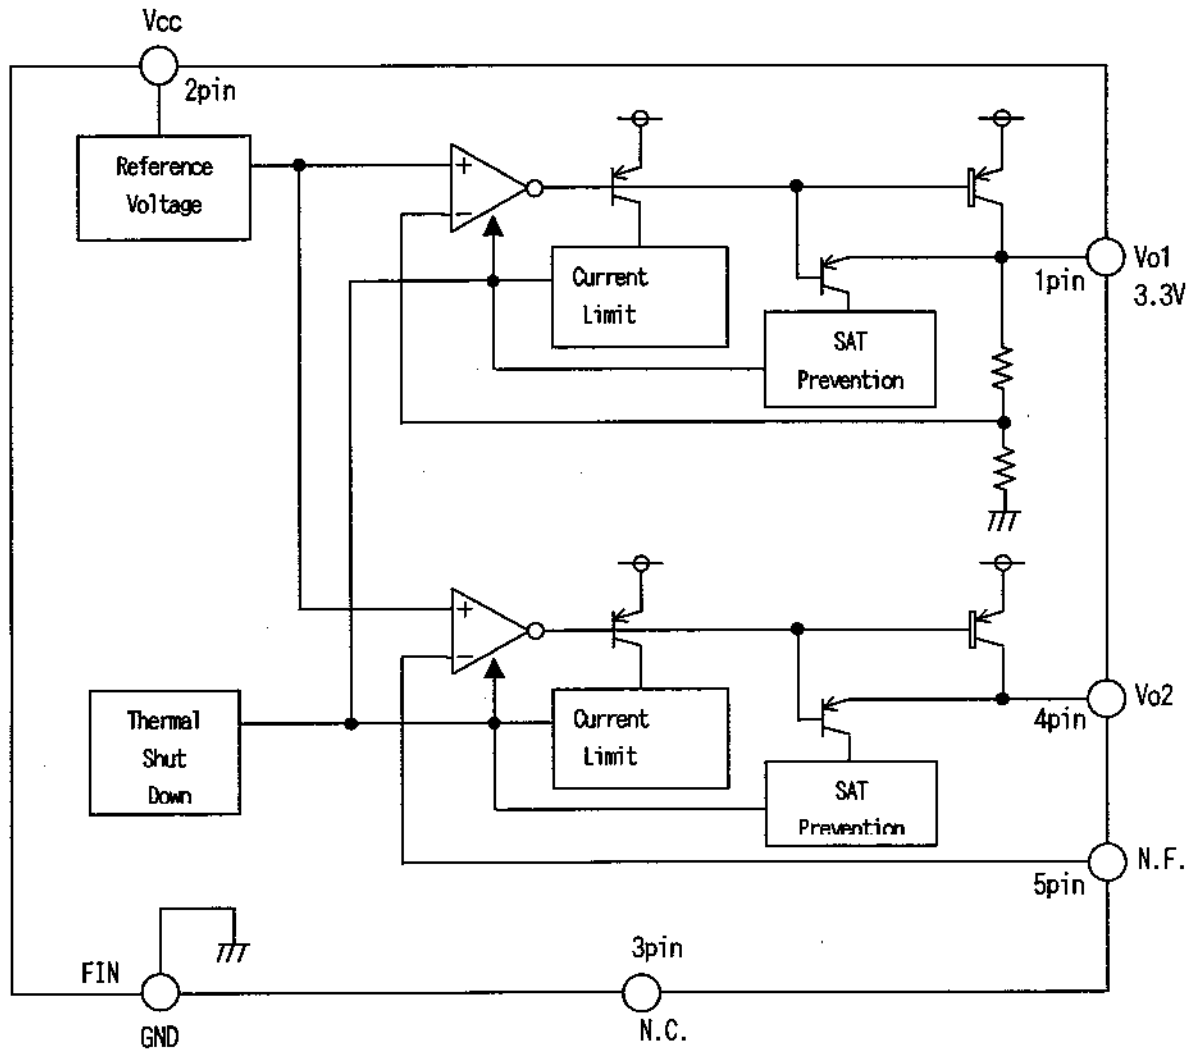 Vcc
2pin
Reference
Voltage
+
−
Current
Limit
SAT
Prevention
1pin
Vo1
3.3V
+
−
Thermal
Shut
Down
Current
Limit
SAT
Prevention
4pin
Vo2
5pin
N.F.
FIN
GND
3pin
N.C.